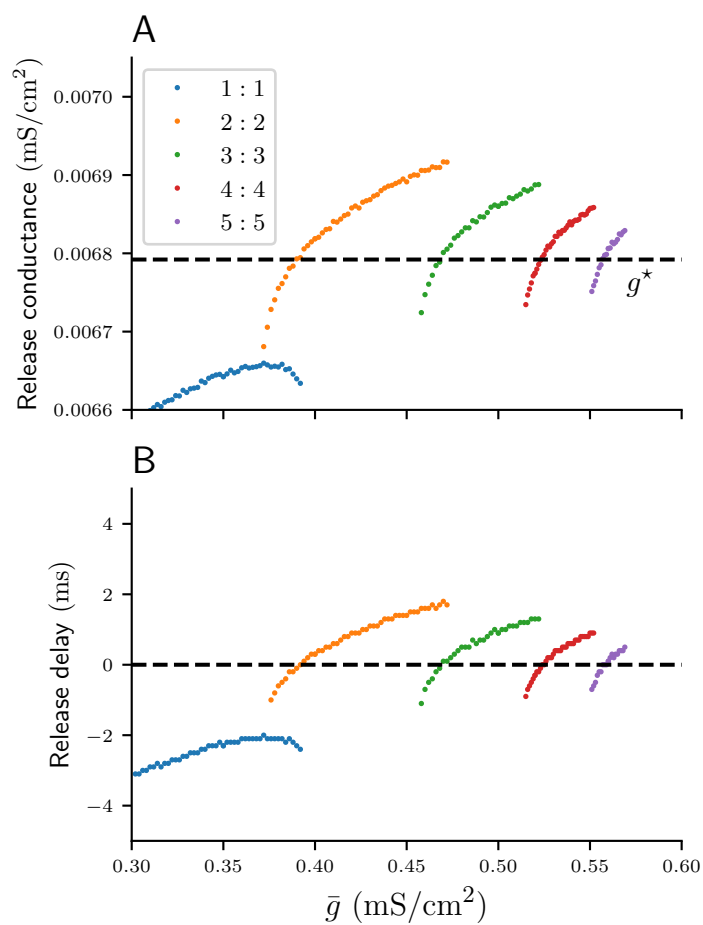 A
Release conductance (mS/cm²)
0.0070
0.0069
0.0068
0.0067
0.0066
1 : 1
2 : 2
3 : 3
4 : 4
5 : 5
g⋆
B
Release delay (ms)
4
2
0
−2
−4
0.30 0.35 0.40 0.45 0.50 0.55 0.60
ḡ (mS/cm²)